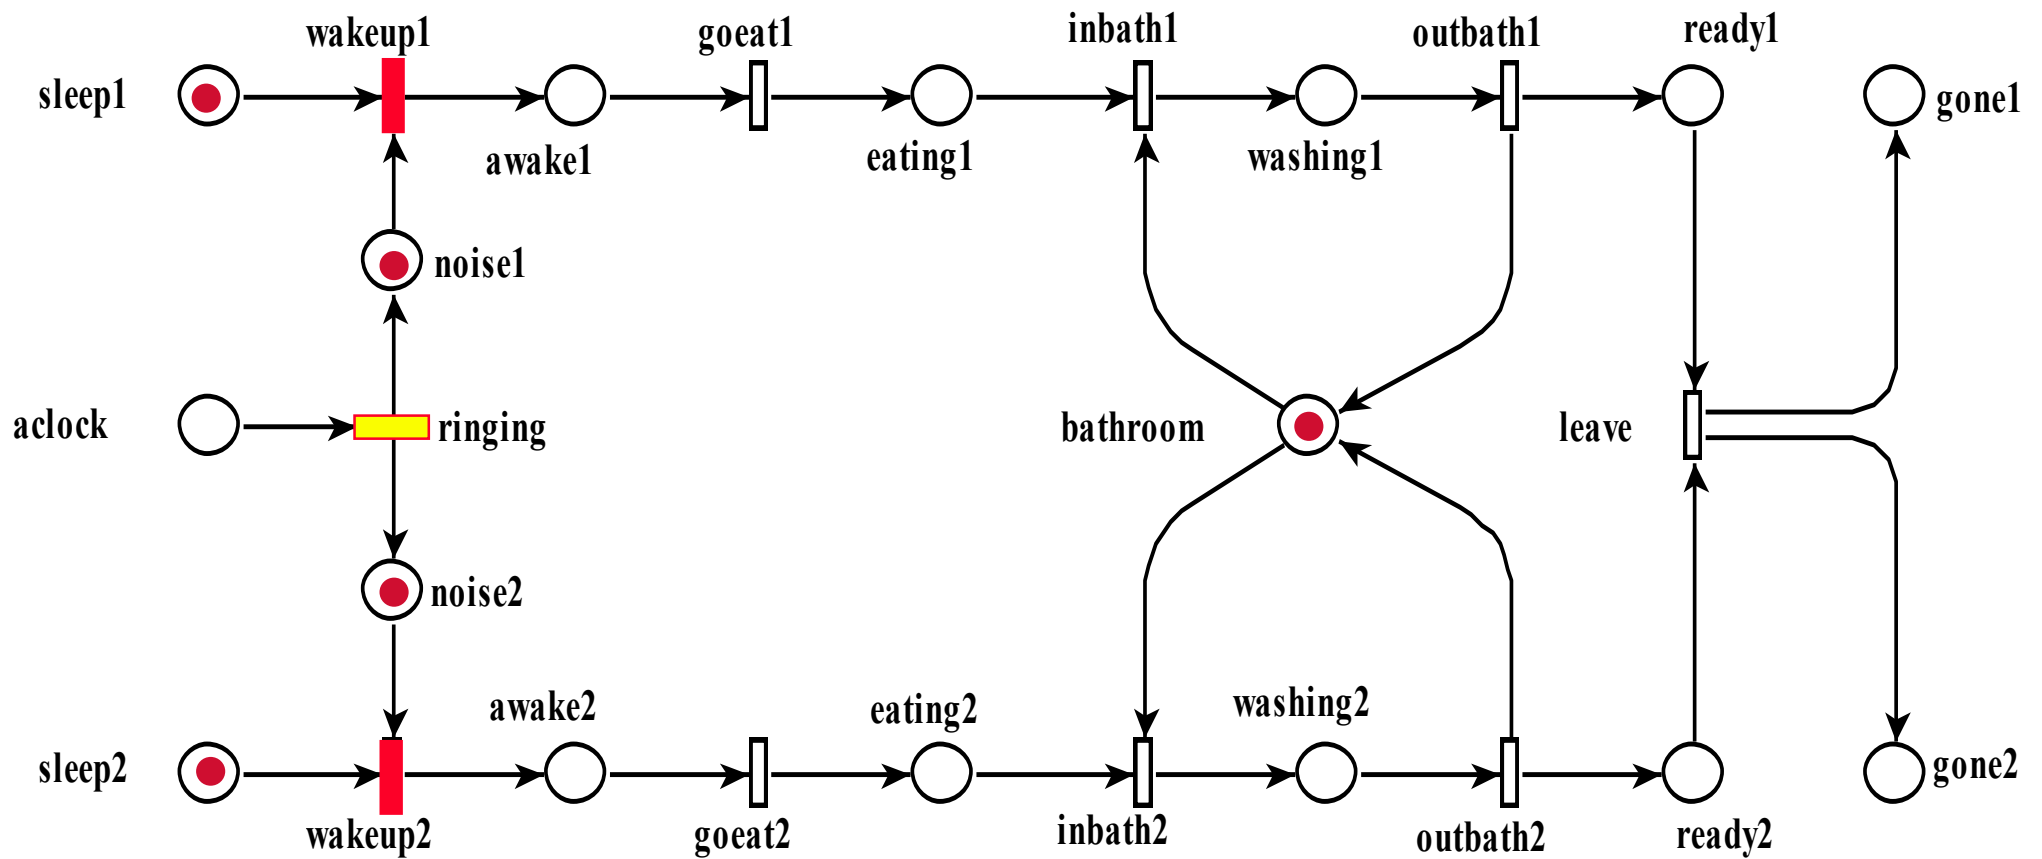 wakeup1
goeat1
inbath1
outbath1
ready1
sleep1
gone1
awake1
eating1
washing1
noise1
aclock
ringing
bathroom
leave
noise2
awake2
eating2
washing2
sleep2
gone2
wakeup2
goeat2
inbath2
outbath2
ready2